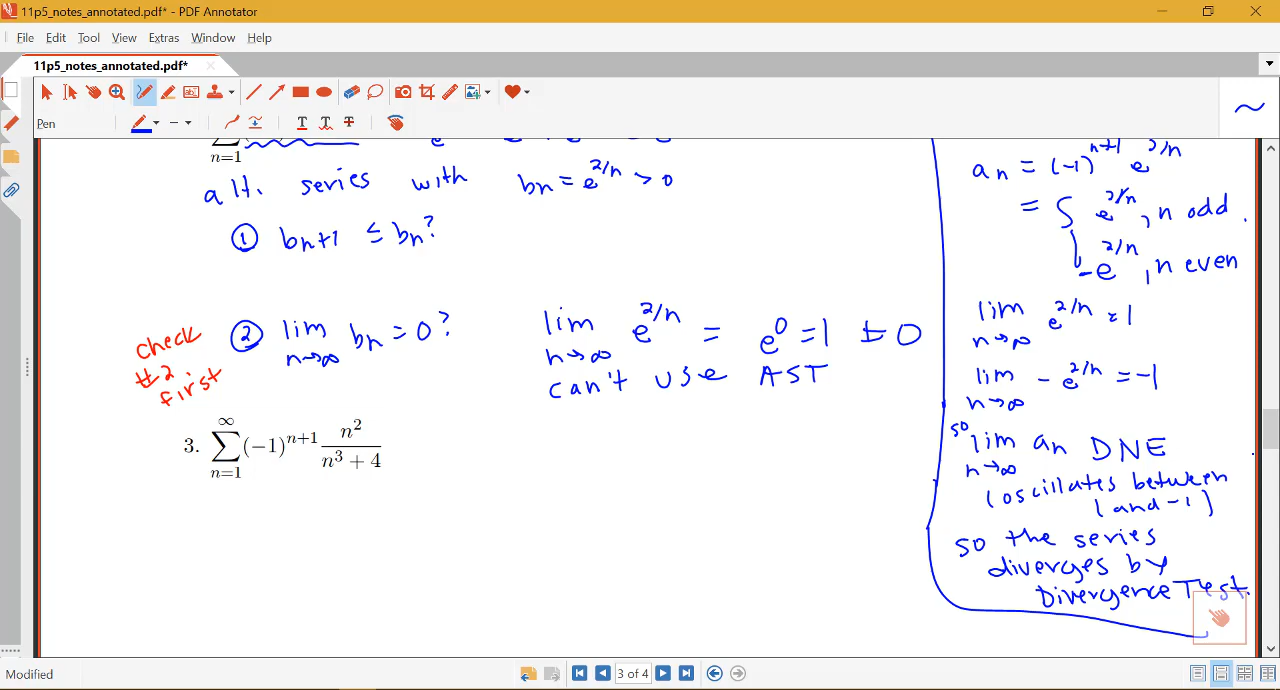 11p5_notes_annotated.pdf* - PDF Annotator
File Edit Tool View Extras Window Help
11p5_notes_annotated.pdf*
Pen
n=1
alt. series with bn = e^2/n > 0
① bn+1 ≤ bn?
② lim n→∞ bn = 0? lim n→∞ e^2/n = e^0 = 1 ≠ 0
can't use AST
check
#2
first
3. ∑ n=1 ∞ (-1)^n+1 n^2 / n^3 + 4
an = (-1)^n+1 e^2/n
= { e^2/n, n odd
-e^2/n, n even
lim n→∞ e^2/n = 1
lim n→∞ -e^2/n = -1
so lim n→∞ an DNE
(oscillates between
1 and -1)
so the series
diverges by
Divergence Test.
Modified
3 of 4